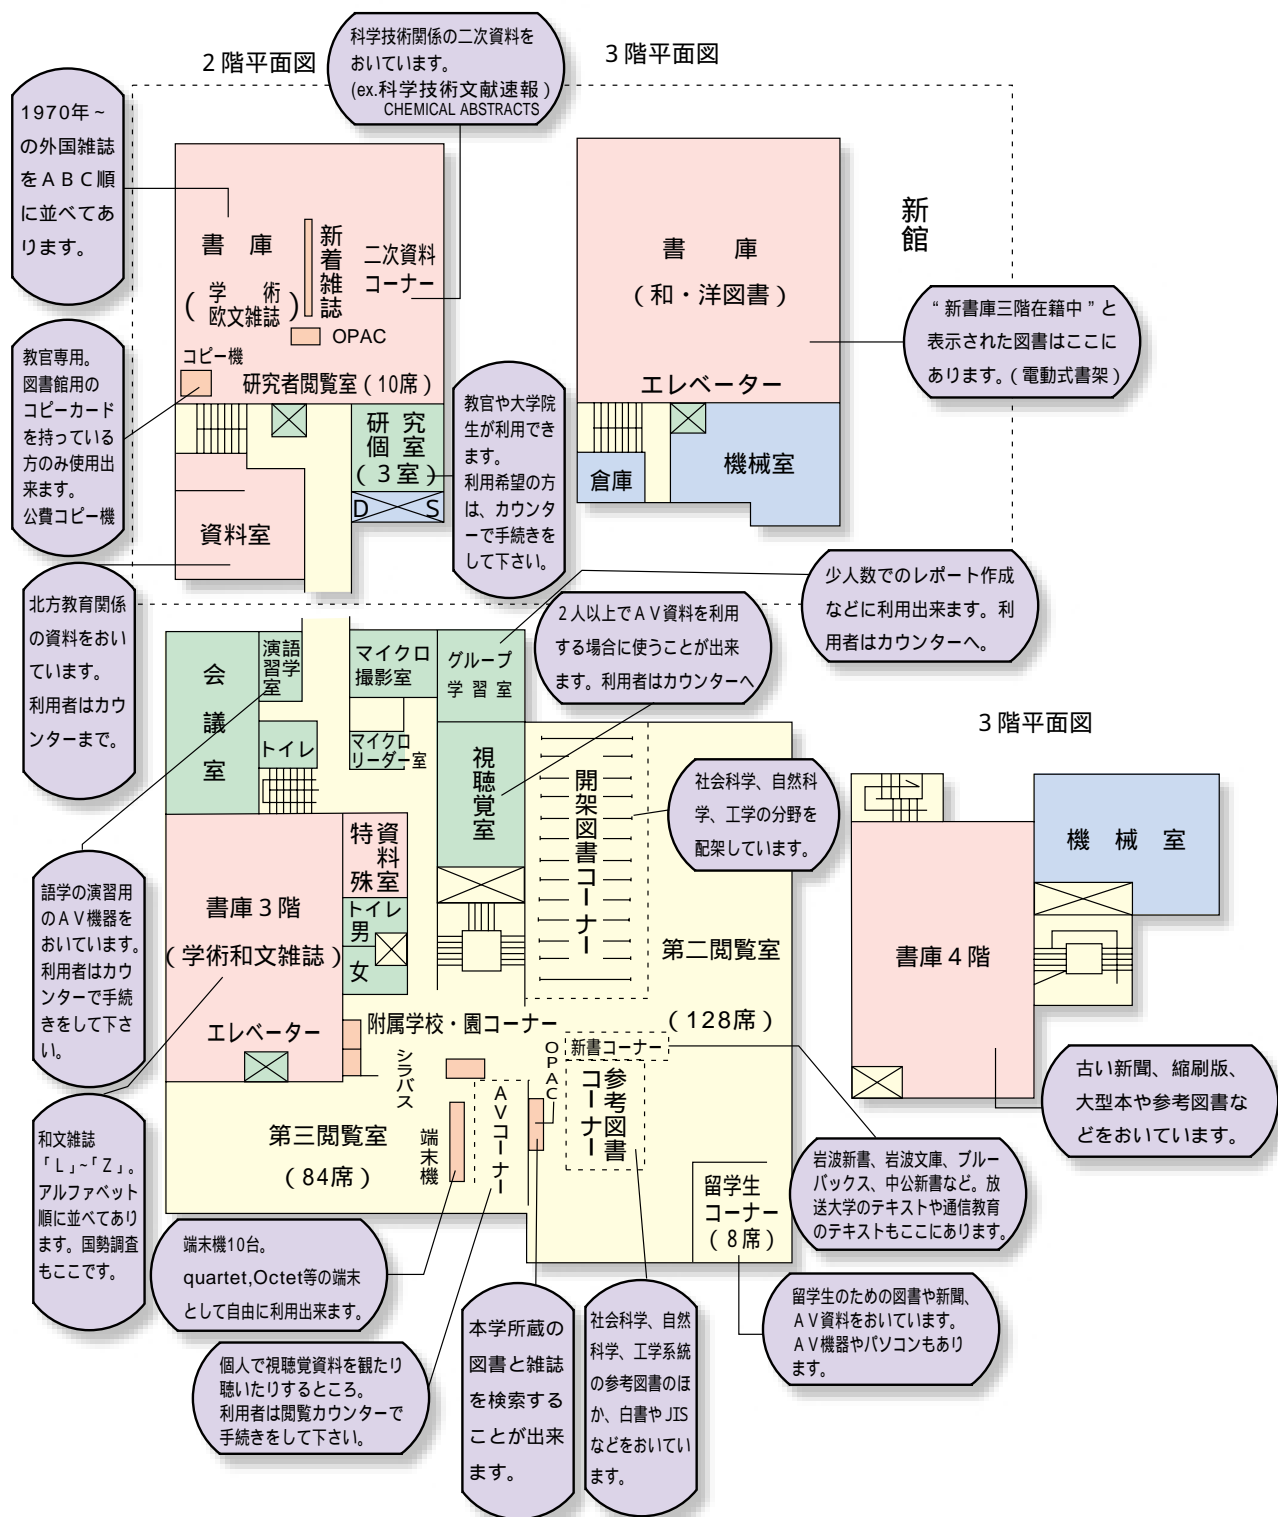 2階平面図
3階平面図
科学技術関係の二次資料を
おいています。
(ex.科学技術文献速報)
CHEMICAL ABSTRACTS
1970年~
の外国雑誌
をABC順
に並べてあ
ります。
書庫
(学術
欧文雑誌)
新着雑誌
二次資料
コーナー
OPAC
コピー機
研究者閲覧室(10席)
教官専用。
図書館用の
コピーカード
を持っている
方のみ使用出
来ます。
公費コピー機
研究
個室
(3室)
D S
資料室
教官や大学院
生が利用でき
ます。
利用希望の方
は、カウンタ
ーで手続きを
して下さい。
書庫
(和・洋図書)
エレベーター
倉庫
機械室
新館
“新書庫三階在籍中”と
表示された図書はここに
あります。(電動式書架)
北方教育関係
の資料をおい
ています。
利用者はカウ
ンターまで。
2人以上でAV資料を利用
する場合に使うことが出来
ます。利用者はカウンターへ
少人数でのレポート作成
などに利用出来ます。利
用者はカウンターへ。
会議室
語学
演習室
トイレ
マイクロ
撮影室
マイクロ
リーダー室
グループ
学習室
視聴覚室
開架図書コーナー
社会科学、自然科
学、工学の分野を
配架しています。
3階平面図
機械室
書庫4階
古い新聞、縮刷版、
大型本や参考図書な
どをおいています。
語学の演習用
のAV機器を
おいています。
利用者はカウ
ンターで手続
きをして下さ
い。
書庫3階
(学術和文雑誌)
エレベーター
特殊
資料室
トイレ
男
女
附属学校・園コーナー
第二閲覧室
(128席)
シラバス
OPAC
新書コーナー
参考図書
コーナー
AVコーナー
端末機
第三閲覧室
(84席)
留学生
コーナー
(8席)
和文雑誌
「L」~「Z」。
アルファベット
順に並べてあり
ます。国勢調査
もここです。
端末機10台。
quartet,Octet等の端末
として自由に利用出来ます。
個人で視聴覚資料を観たり
聴いたりするところ。
利用者は閲覧カウンターで
手続きをして下さい。
本学所蔵の
図書と雑誌
を検索する
ことが出来
ます。
社会科学、自然
科学、工学系統
の参考図書のほ
か、白書やJIS
などをおいてい
ます。
岩波新書、岩波文庫、ブルー
バックス、中公新書など。放
送大学のテキストや通信教育
のテキストもここにあります。
留学生のための図書や新聞、
AV資料をおいています。
AV機器やパソコンもあり
ます。